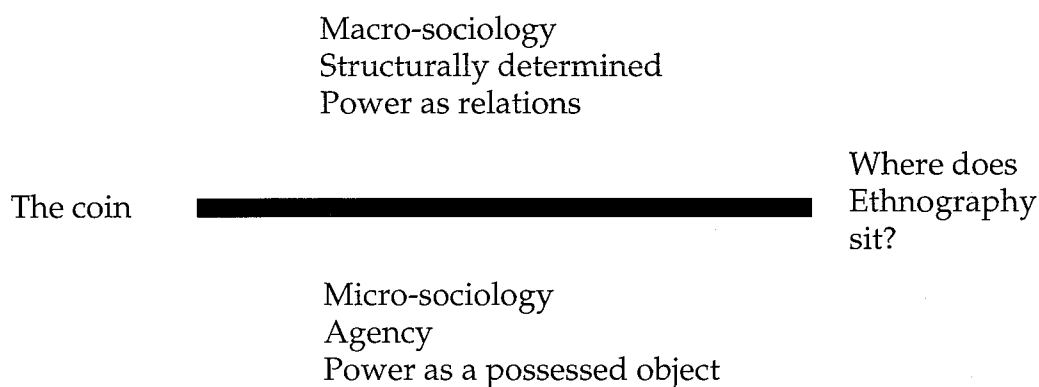 Macro-sociology
Structurally determined
Power as relations
The coin
Where does
Ethnography
sit?
Micro-sociology
Agency
Power as a possessed object